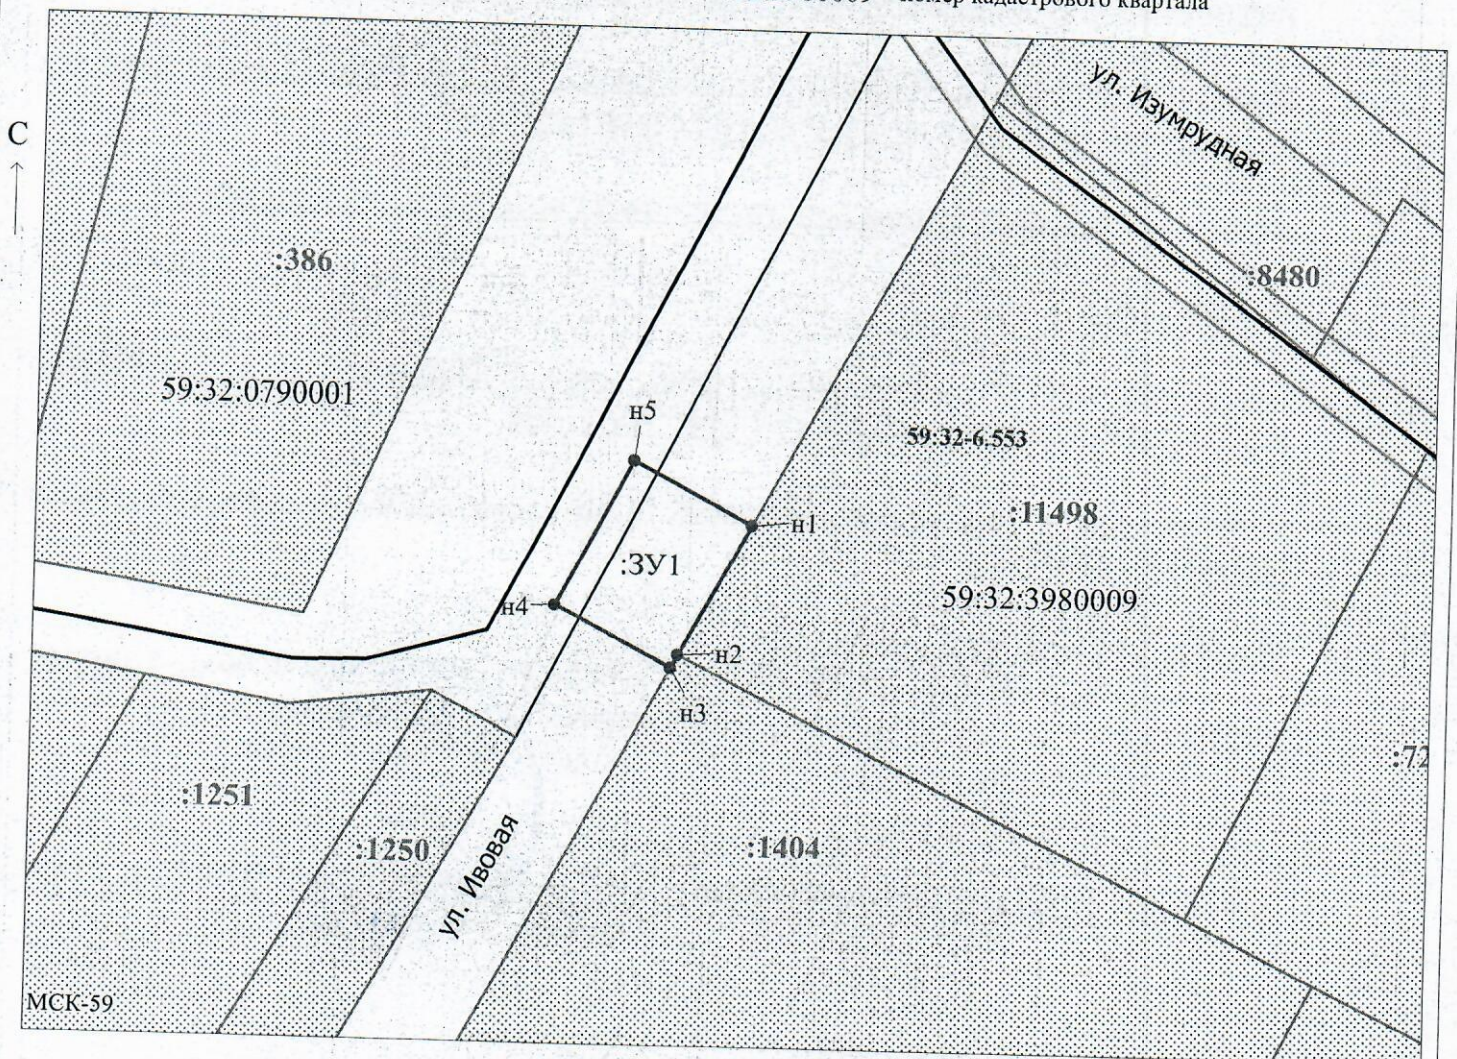 номер кадастрового квартала
С
ул. Изумрудная
:386
:8480
59:32:0790001
н5
59:32-6.553
:11498
н1
:ЗУ1
59:32:3980009
н4
н2
н3
:72
:1251
:1250
:1404
ул. Ивовая
МСК-59